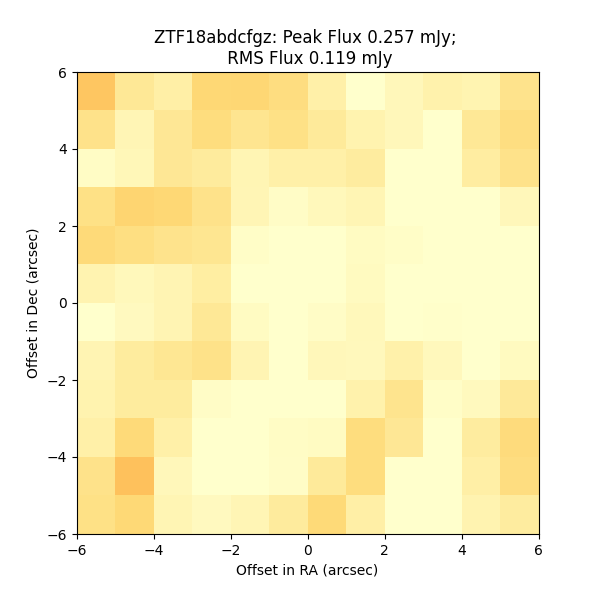 ZTF18abdcfgz: Peak Flux 0.257 mJy;
RMS Flux 0.119 mJy
6
4
2
0
−2
−4
−6
Offset in Dec (arcsec)
−6 −4 −2 0 2 4 6
Offset in RA (arcsec)